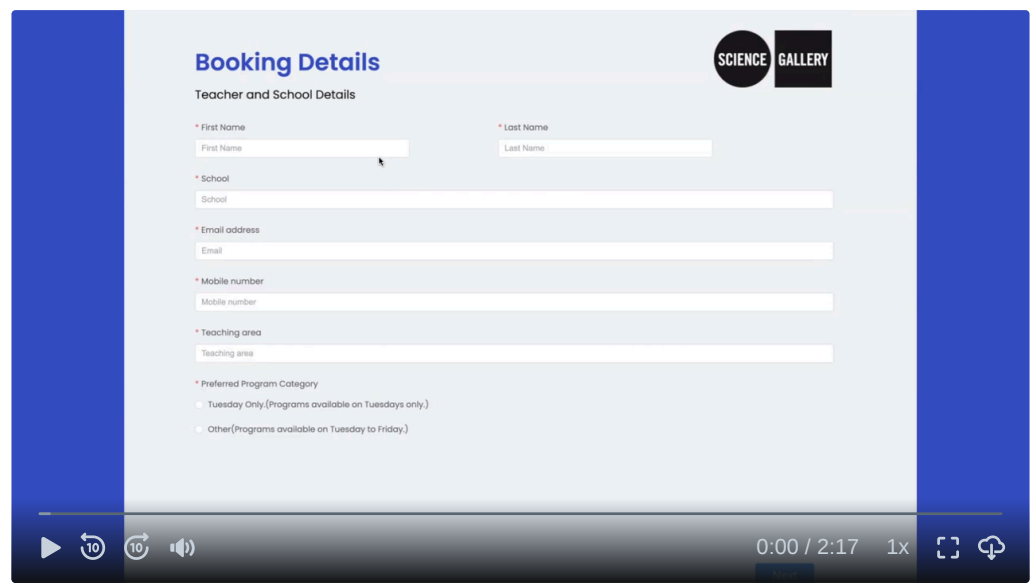 Booking Details
SCIENCE GALLERY
Teacher and School Details
* First Name
* Last Name
First Name
Last Name
* School
School
* Email address
Email
* Mobile number
Mobile number
* Teaching area
Teaching area
* Preferred Program Category
Tuesday Only.(Programs available on Tuesdays only.)
Other(Programs available on Tuesday to Friday.)
10
10
0:00 / 2:17
1x